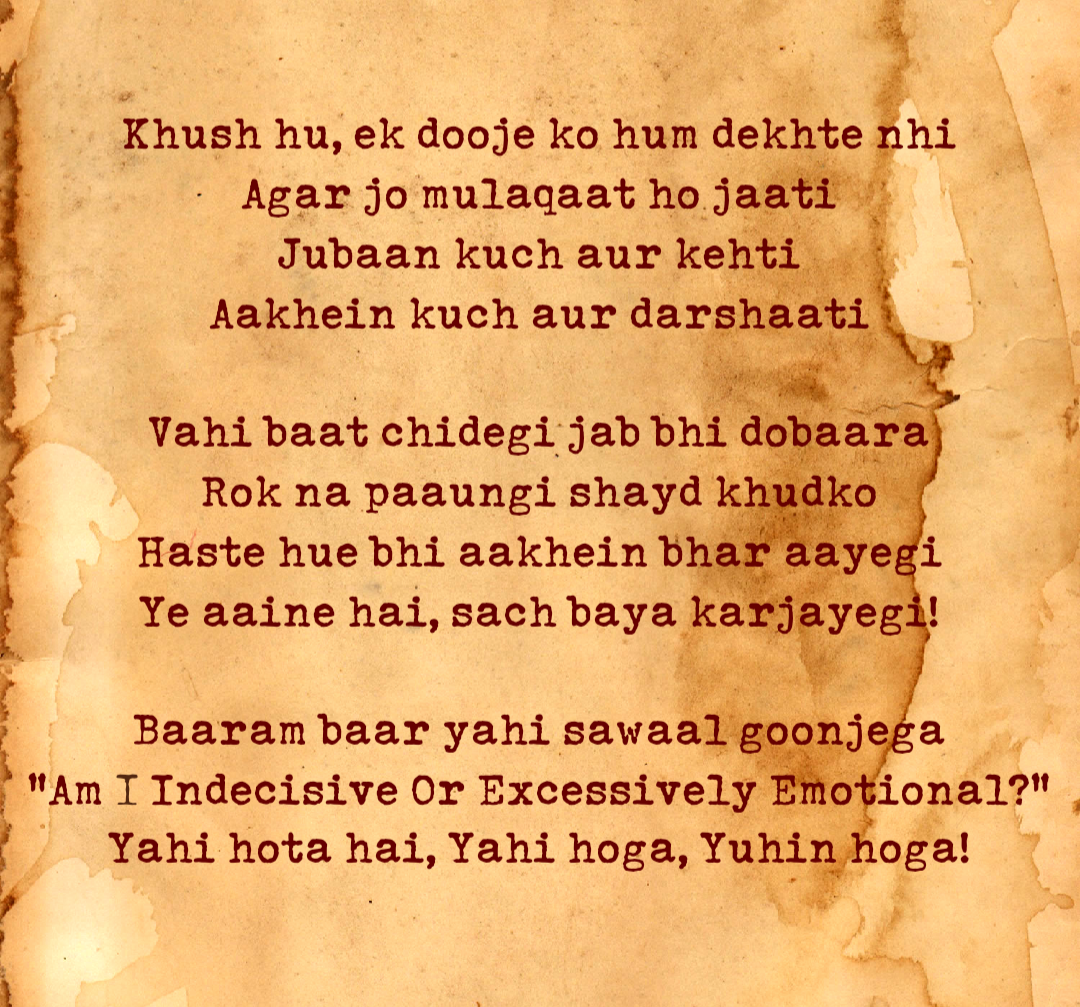 Khush hu, ek dooje ko hum dekhte nhi
Agar jo mulaqaat ho jaati
Jubaan kuch aur kehti
Aakhein kuch aur darshaati
Vahi baat chidegi jab bhi dobaara
Rok na paaungi shayd khudko
Haste hue bhi aakhein bhar aayegi
Ye aaine hai, sach baya karjayegi!
Baaram baar yahi sawaal goonjega
"Am I Indecisive Or Excessively Emotional?"
Yahi hota hai, Yahi hoga, Yuhin hoga!